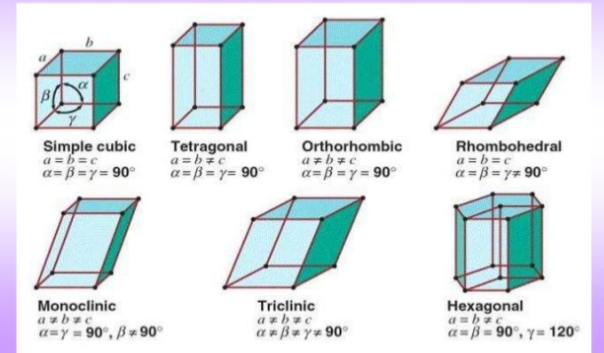 b
a
c
α
β
γ
Simple cubic
a = b = c
α = β = γ = 90°
Tetragonal
a = b ≠ c
α = β = γ = 90°
Orthorhombic
a ≠ b ≠ c
α = β = γ = 90°
Rhombohedral
a = b = c
α = β = γ ≠ 90°
Monoclinic
a ≠ b ≠ c
α = γ = 90°, β ≠ 90°
Triclinic
a ≠ b ≠ c
α ≠ β ≠ γ ≠ 90°
Hexagonal
a = b ≠ c
α = β = 90°, γ = 120°